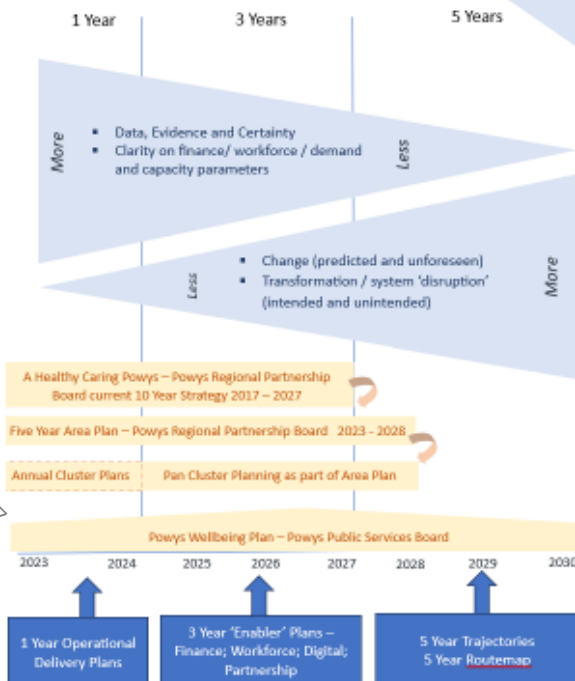 1 Year
3 Years
5 Years
More
▪ Data, Evidence and Certainty
▪ Clarity on finance/ workforce / demand
and capacity parameters
Less
Less
▪ Change (predicted and unforeseen)
▪ Transformation / system ‘disruption’
(intended and unintended)
More
A Healthy Caring Powys – Powys Regional Partnership
Board current 10 Year Strategy 2017 – 2027
Five Year Area Plan – Powys Regional Partnership Board 2023 - 2028
Annual Cluster Plans
Pan Cluster Planning as part of Area Plan
Powys Wellbeing Plan – Powys Public Services Board
2023
2024
2025
2026
2027
2028
2029
2030
1 Year Operational
Delivery Plans
3 Year ‘Enabler’ Plans –
Finance; Workforce; Digital;
Partnership
5 Year Trajectories
5 Year Routemap